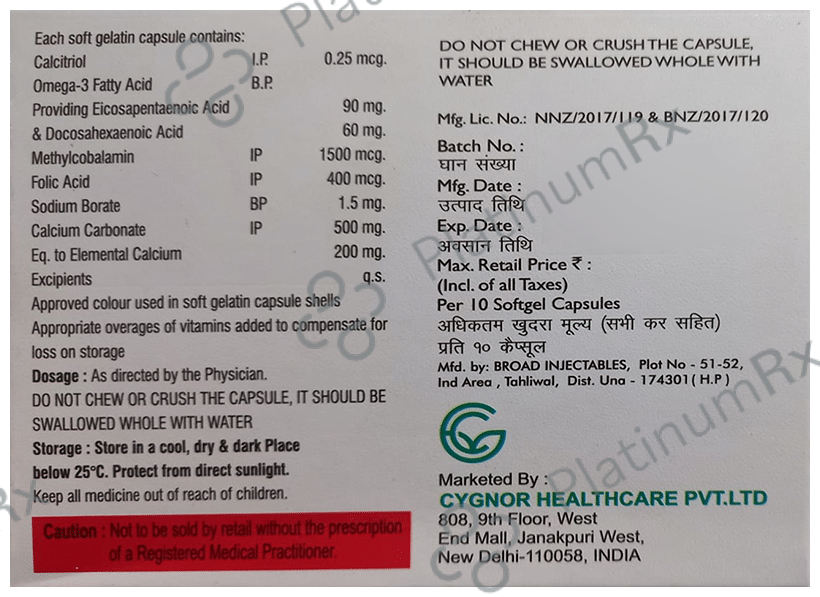 Each soft gelatin capsule contains:
Calcitriol I.P. 0.25 mcg.
Omega-3 Fatty Acid B.P.
Providing Eicosapentaenoic Acid 90 mg.
& Docosahexaenoic Acid 60 mg.
Methylcobalamin IP 1500 mcg.
Folic Acid IP 400 mcg.
Sodium Borate BP 1.5 mg.
Calcium Carbonate IP 500 mg.
Eq. to Elemental Calcium 200 mg.
Excipients q.s.
Approved colour used in soft gelatin capsule shells
Appropriate overages of vitamins added to compensate for
loss on storage
Dosage : As directed by the Physician.
DO NOT CHEW OR CRUSH THE CAPSULE, IT SHOULD BE
SWALLOWED WHOLE WITH WATER
Storage : Store in a cool, dry & dark Place
below 25°C. Protect from direct sunlight.
Keep all medicine out of reach of children.
Caution : Not to be sold by retail without the prescription
of a Registered Medical Practitioner.
DO NOT CHEW OR CRUSH THE CAPSULE,
IT SHOULD BE SWALLOWED WHOLE WITH
WATER
Mfg. Lic. No.: NNZ/2017/119 & BNZ/2017/120
Batch No. :
घान संख्या
Mfg. Date :
उत्पाद तिथि
Exp. Date :
अवसान तिथि
Max. Retail Price ₹ :
(Incl. of all Taxes)
Per 10 Softgel Capsules
अधिकतम खुदरा मूल्य (सभी कर सहित)
प्रति १० कैप्सूल
Mfd. by: BROAD INJECTABLES, Plot No - 51-52,
Ind Area , Tahliwal, Dist. Una - 174301 ( H.P )
Marketed By :
CYGNOR HEALTHCARE PVT.LTD
808, 9th Floor, West
End Mall, Janakpuri West,
New Delhi-110058, INDIA
PlatinumRx
PlatinumRx
PlatinumRx
Rx